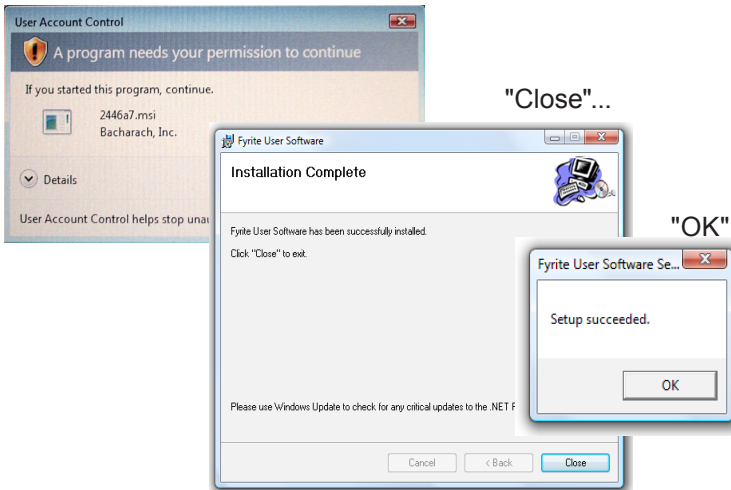 User Account Control
A program needs your permission to continue
If you started this program, continue.
2446a7.msi
Bacharach, Inc.
Details
User Account Control helps stop
"Close"...
Fyrite User Software
Installation Complete
Fyrite User Software has been successfully installed.
Click "Close" to exit.
Please use Windows Update to check for any critical updates to the .NET
Cancel
< Back
Close
"OK"
Fyrite User Software Se...
Setup succeeded.
OK